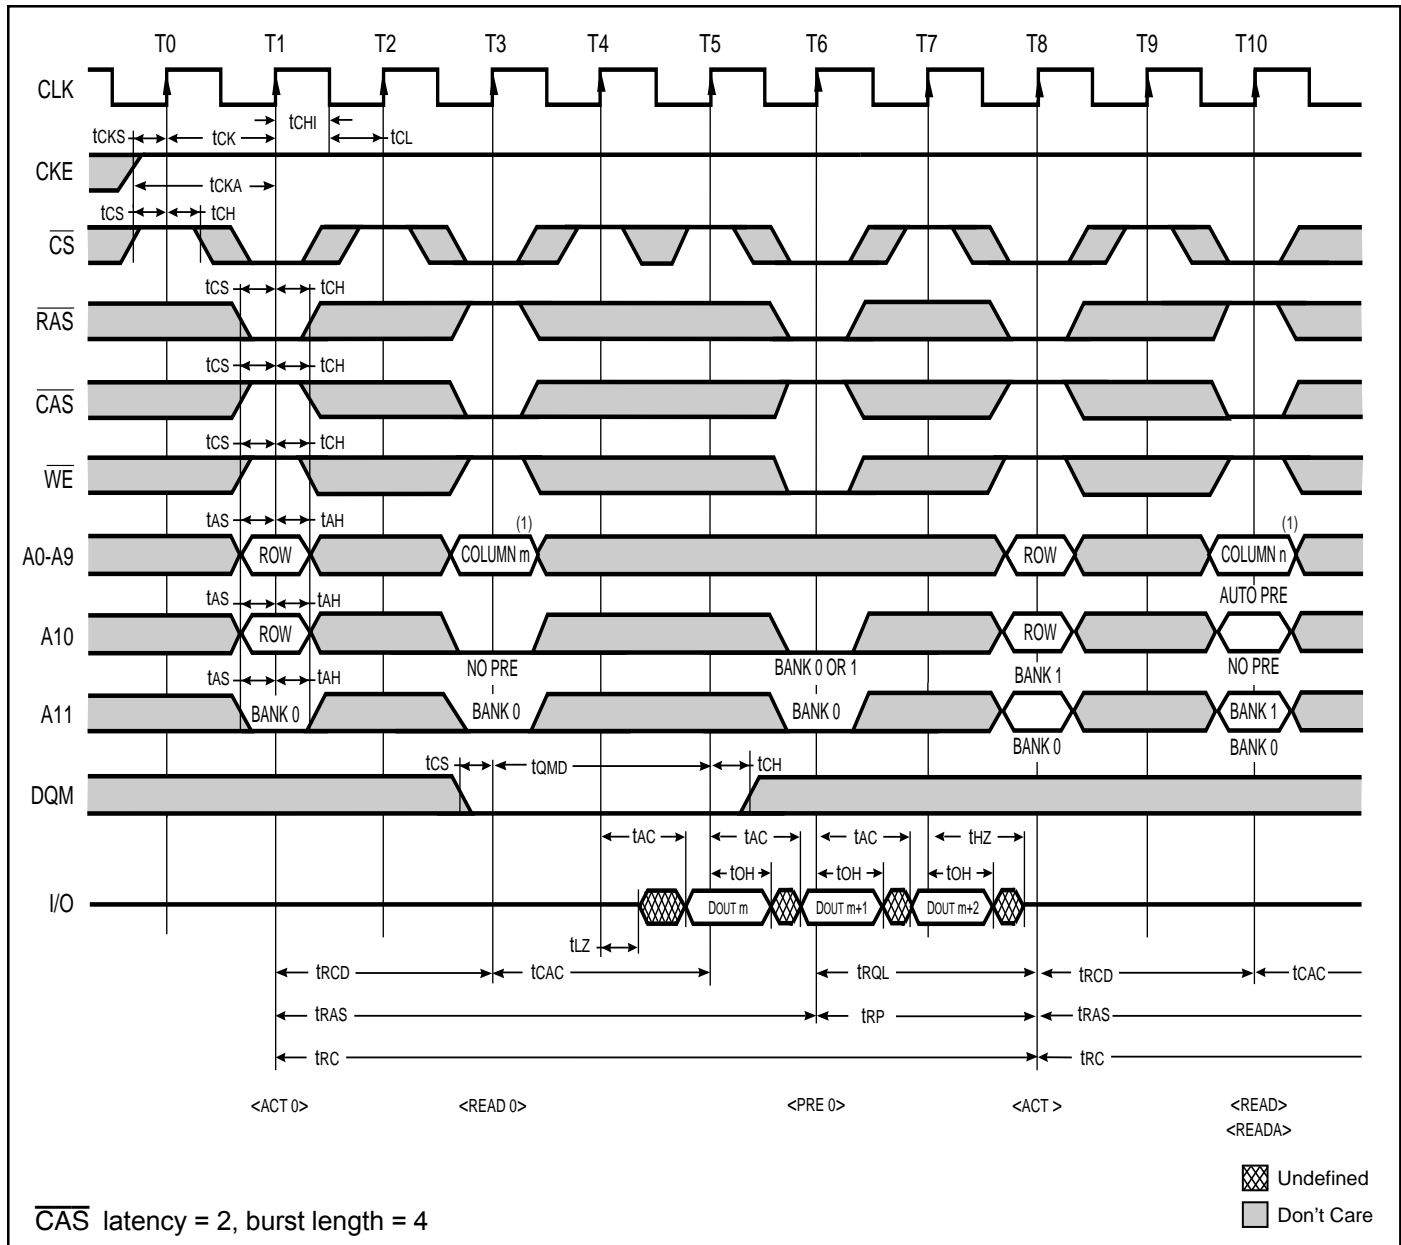 T0 T1 T2 T3 T4 T5 T6 T7 T8 T9 T10
CLK
tCHI
tCKS tCK tCL
CKE
tCKA
tCS tCH
CS
tCS tCH
RAS
tCS tCH
CAS
tCS tCH
WE
tAS tAH (1) (1)
A0-A9 ROW COLUMN m ROW COLUMN n
tAS tAH AUTO PRE
A10 ROW ROW
NO PRE BANK 0 OR 1 BANK 1 NO PRE
tAS tAH
A11 BANK 0 BANK 0 BANK 0 BANK 1
BANK 0 BANK 0
tCS tQMD tCH
DQM
tAC tAC tAC tHZ
tOH tOH tOH
I/O DOUT m DOUT m+1 DOUT m+2
tLZ
tRCD tCAC tRQL tRCD tCAC
tRAS tRP tRAS
tRC tRC
<ACT 0> <READ 0> <PRE 0> <ACT > <READ>
<READA>
Undefined
Don't Care
CAS latency = 2, burst length = 4